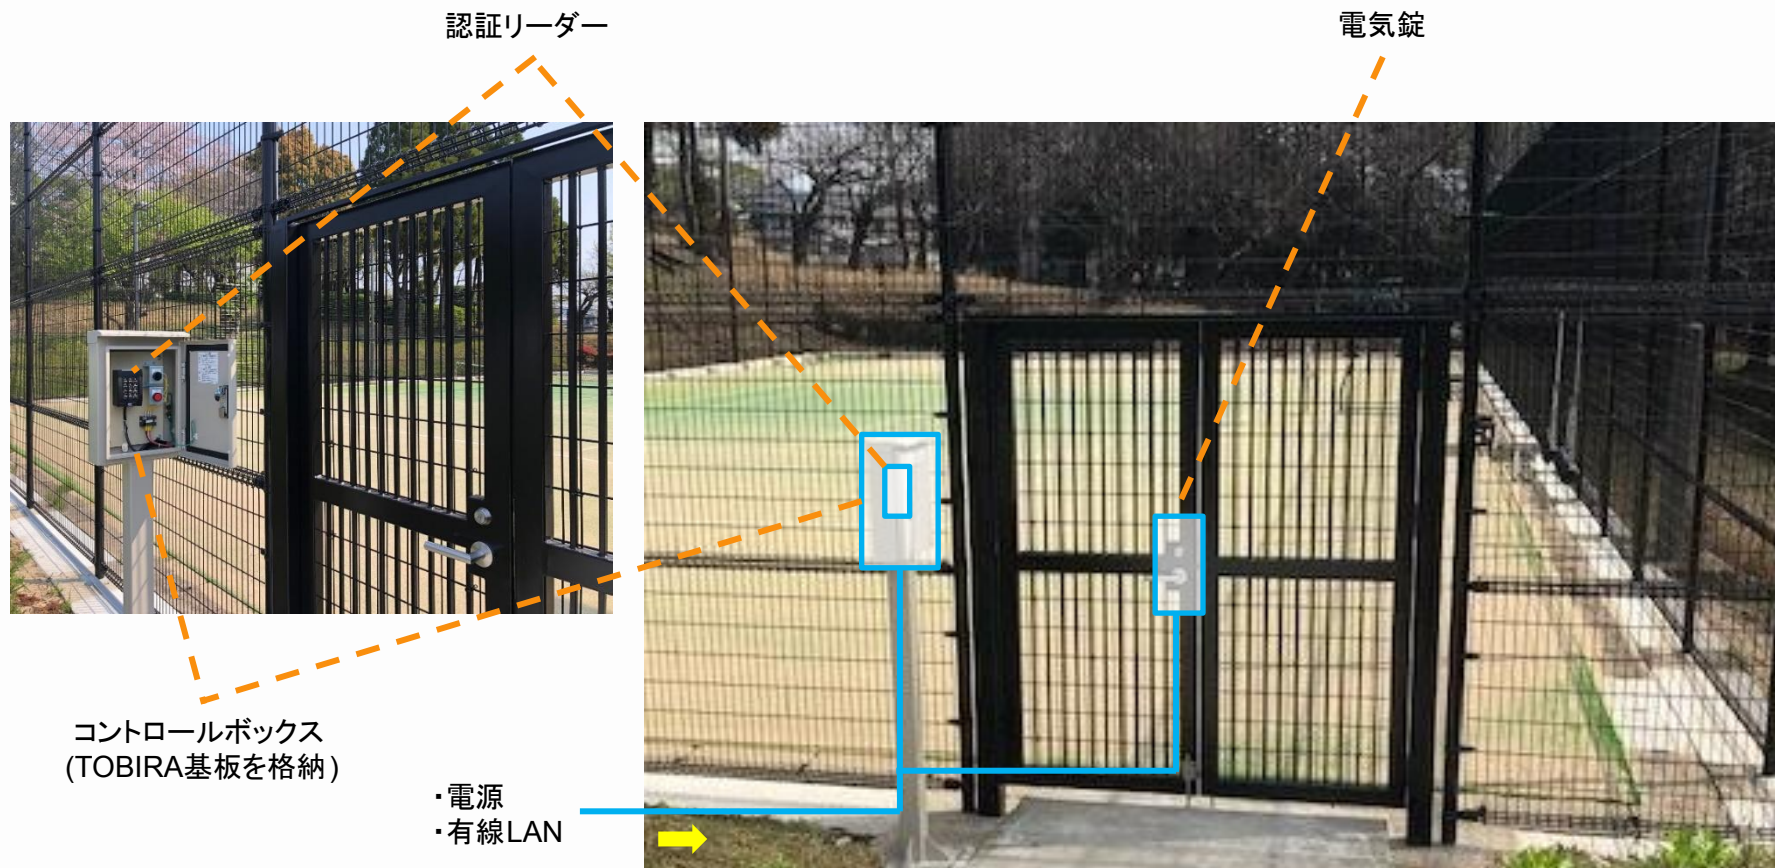 認証リーダー
電気錠
コントロールボックス
(TOBIRA基板を格納)
・電源
・有線LAN